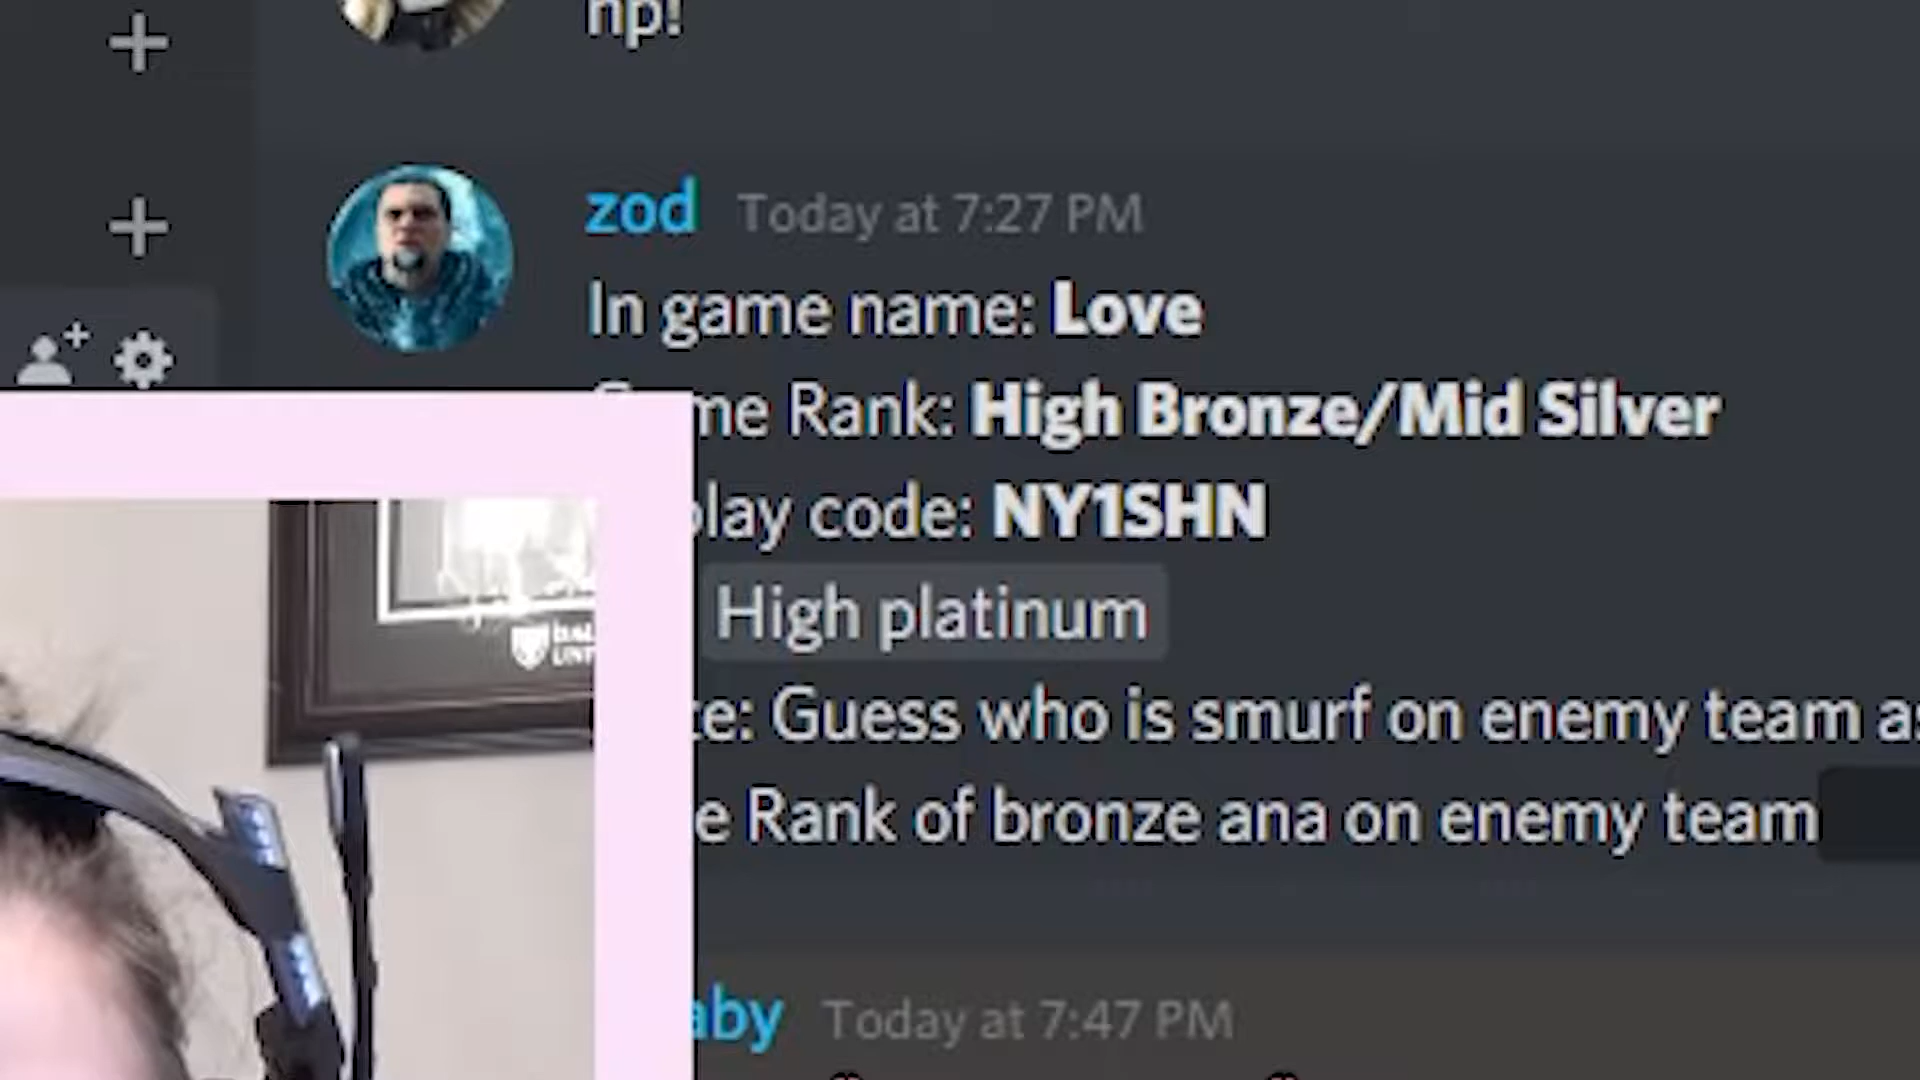 np!
zod Today at 7:27 PM
In game name: Love
me Rank: High Bronze/Mid Silver
play code: NY1SHN
High platinum
te: Guess who is smurf on enemy team as
e Rank of bronze ana on enemy team
aby Today at 7:47 PM